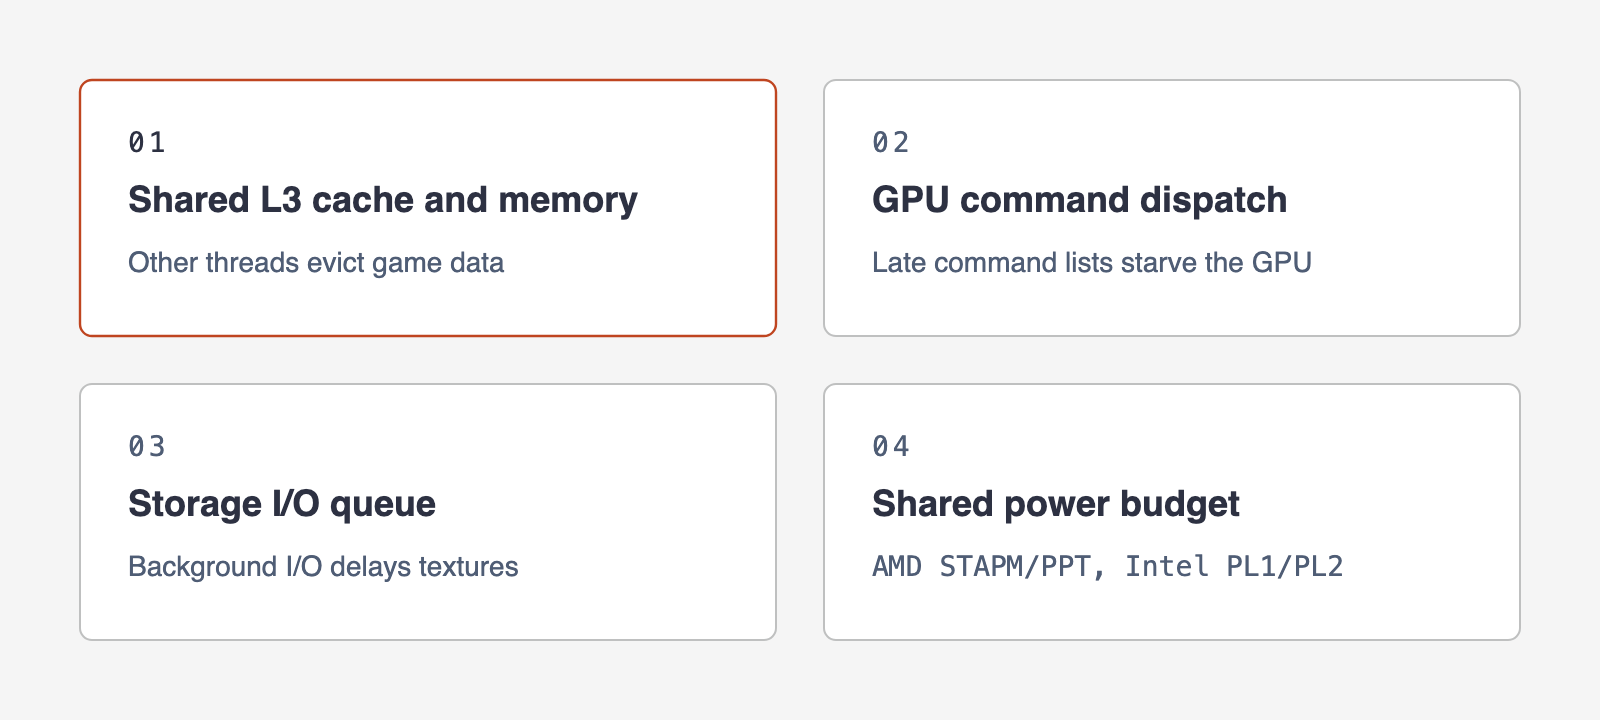 01
Shared L3 cache and memory
Other threads evict game data
02
GPU command dispatch
Late command lists starve the GPU
03
Storage I/O queue
Background I/O delays textures
04
Shared power budget
AMD STAPM/PPT, Intel PL1/PL2